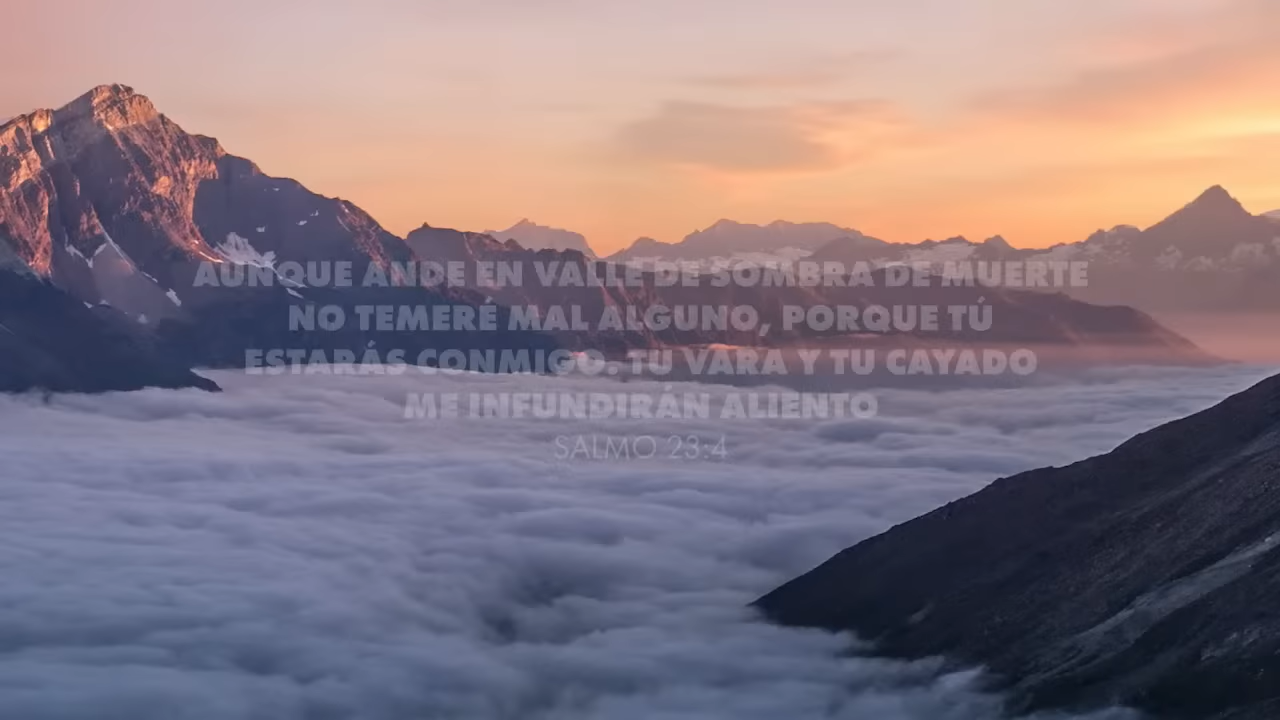 AUNQUE ANDE EN VALLE DE SOMBRA DE MUERTE
NO TEMERÉ MAL ALGUNO, PORQUE TÚ
ESTARÁS CONMIGO. TU VARA Y TU CAYADO
ME INFUNDIRÁN ALIENTO
SALMO 23:4